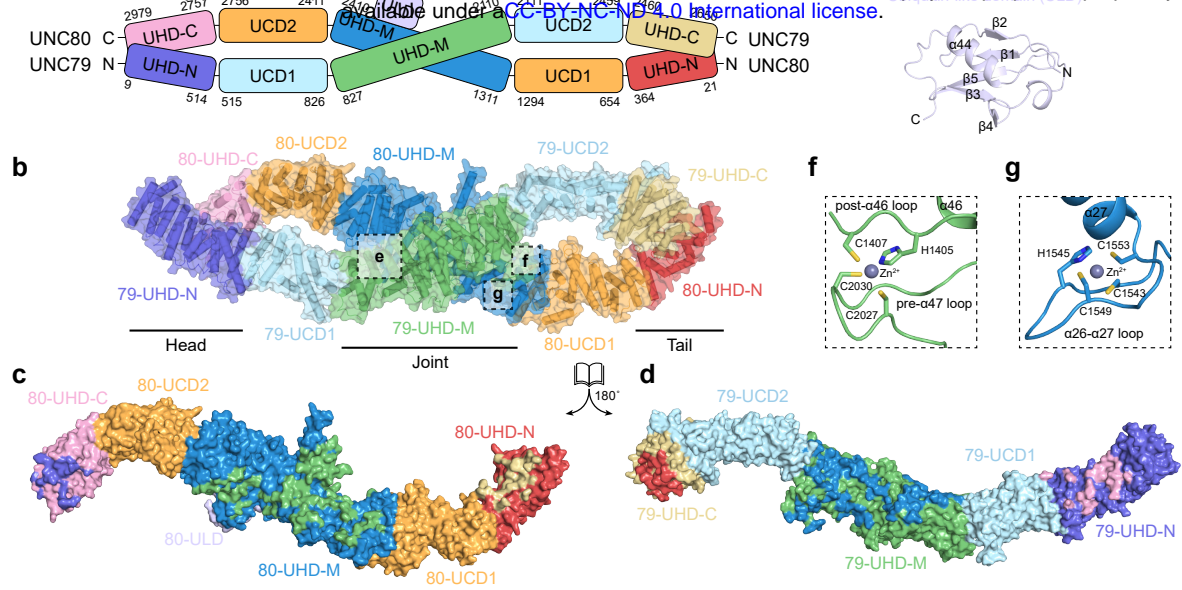 available under aCC-BY-NC-ND 4.0 International license.
2979 2757 2756 2411 2110 2111 2459 2460
UNC80 C UHD-C UCD2 UHD-M UHD-M UCD2 UHD-C C UNC79
UNC79 N UHD-N UCD1 UCD1 UHD-N N UNC80
9 514 515 826 827 1311 1294 654 364 21
β2
α44
β1
β5
N
β3
C
β4
b
80-UHD-C
80-UCD2
80-UHD-M
79-UCD2
79-UHD-C
e
f
g
79-UHD-N
79-UCD1
79-UHD-M
80-UCD1
80-UHD-N
Head
Joint
Tail
f
post-α46 loop
α46
C1407
H1405
Zn²⁺
C2030
pre-α47 loop
C2027
g
α27
H1545
C1553
Zn²⁺
C1543
C1549
α26-α27 loop
c
80-UHD-C
80-UCD2
80-UHD-N
80-ULD
80-UHD-M
80-UCD1
180°
d
79-UCD2
79-UCD1
79-UHD-C
79-UHD-M
79-UHD-N